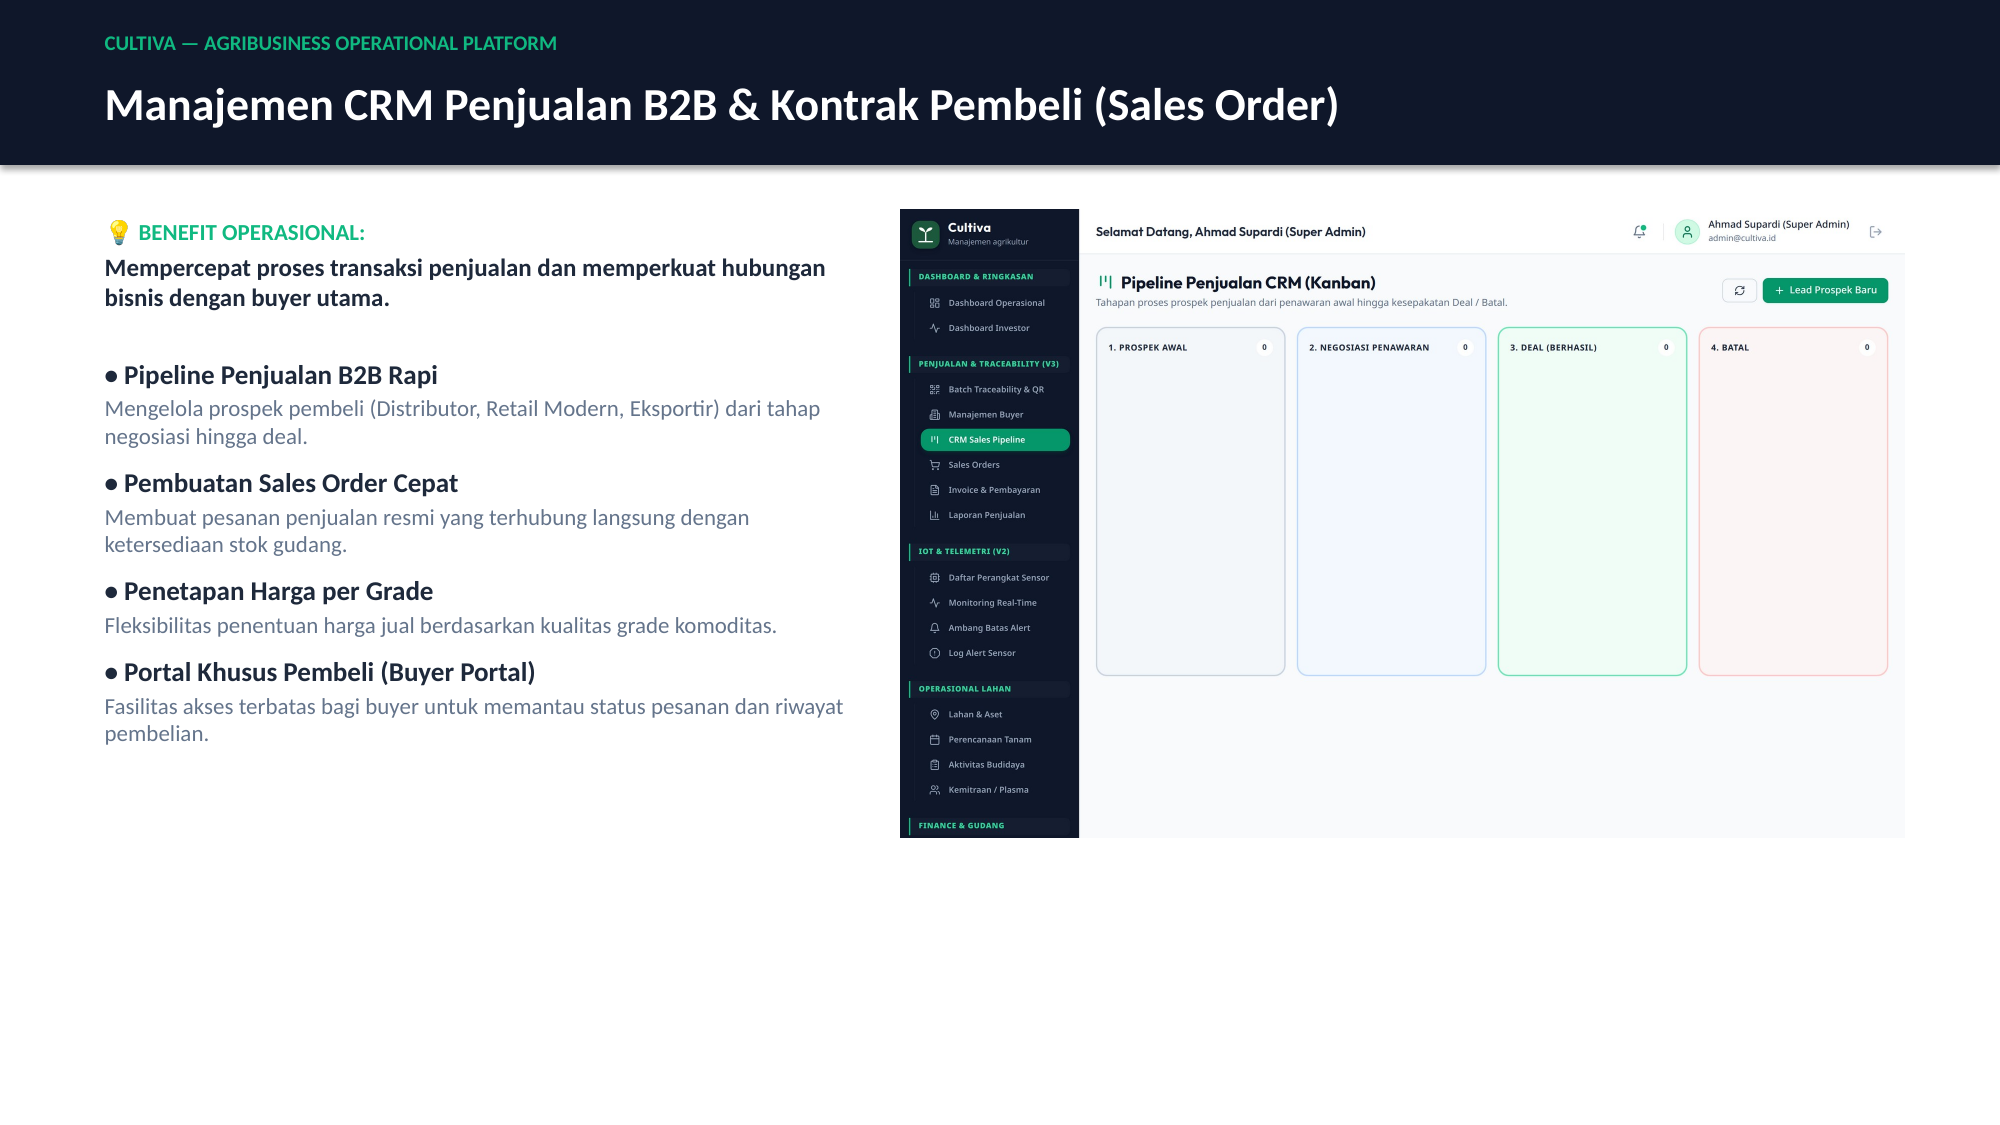 CULTIVA — AGRIBUSINESS OPERATIONAL PLATFORM
Manajemen CRM Penjualan B2B & Kontrak Pembeli (Sales Order)
💡 BENEFIT OPERASIONAL:
Mempercepat proses transaksi penjualan dan memperkuat hubungan
bisnis dengan buyer utama.
● Pipeline Penjualan B2B Rapi
Mengelola prospek pembeli (Distributor, Retail Modern, Eksportir) dari tahap
negosiasi hingga deal.
● Pembuatan Sales Order Cepat
Membuat pesanan penjualan resmi yang terhubung langsung dengan
ketersediaan stok gudang.
● Penetapan Harga per Grade
Fleksibilitas penentuan harga jual berdasarkan kualitas grade komoditas.
● Portal Khusus Pembeli (Buyer Portal)
Fasilitas akses terbatas bagi buyer untuk memantau status pesanan dan riwayat
pembelian.
Cultiva
Manajemen agrikultur
DASHBOARD & RINGKASAN
Dashboard Operasional
Dashboard Investor
PENJUALAN & TRACEABILITY (V3)
Batch Traceability & QR
Manajemen Buyer
CRM Sales Pipeline
Sales Orders
Invoice & Pembayaran
Laporan Penjualan
IOT & TELEMETRI (V2)
Daftar Perangkat Sensor
Monitoring Real-Time
Ambang Batas Alert
Log Alert Sensor
OPERASIONAL LAHAN
Lahan & Aset
Perencanaan Tanam
Aktivitas Budidaya
Kemitraan / Plasma
FINANCE & GUDANG
Selamat Datang, Ahmad Supardi (Super Admin)
Ahmad Supardi (Super Admin)
admin@cultiva.id
Pipeline Penjualan CRM (Kanban)
Tahapan proses prospek penjualan dari penawaran awal hingga kesepakatan Deal / Batal.
+ Lead Prospek Baru
1. PROSPEK AWAL 0
2. NEGOSIASI PENAWARAN 0
3. DEAL (BERHASIL) 0
4. BATAL 0